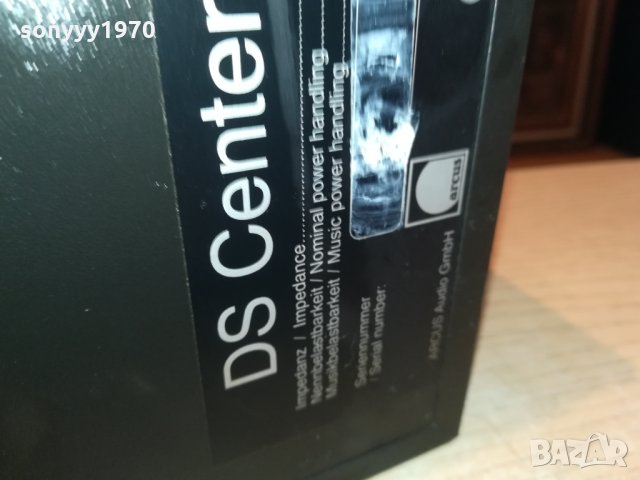 sonyyy1970
DS Center
Impedanz / Impedance
Nennbelastbarkeit / Nominal power handling
Musikbelastbarkeit / Music power handling
Seriennummer
/ Serial number:
arcus
ARCUS Audio GmbH
BAZAR